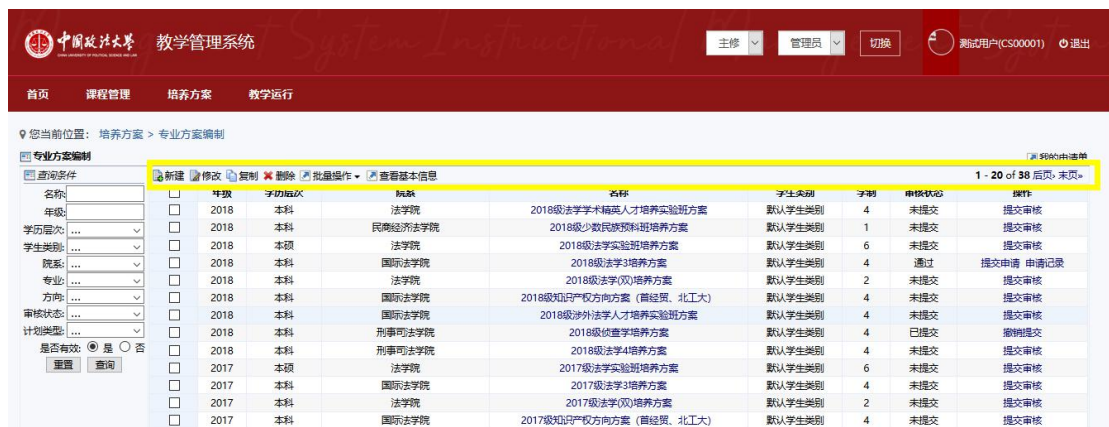 中国政法大学 教学管理系统 主修 管理员 切换 测试用户(CS00001) 退出
CHINA UNIVERSITY OF POLITICAL SCIENCE AND LAW
首页 课程管理 培养方案 教学运行
您当前位置： 培养方案 > 专业方案编制
专业方案编制 我的申请单
查询条件 新建 修改 复制 删除 批量操作 查看基本信息 1 - 20 of 38 后页› 末页»
名称: 年级 学历层次 院系 名称 学生类别 学制 审核状态 操作
年级: 2018 本科 法学院 2018级法学学术精英人才培养实验班方案 默认学生类别 4 未提交 提交审核
2018 本科 民商经济法学院 2018级少数民族预科班培养方案 默认学生类别 1 未提交 提交审核
学历层次: ... 2018 本硕 法学院 2018级法学实验班培养方案 默认学生类别 6 未提交 提交审核
学生类别: ... 2018 本科 国际法学院 2018级法学3培养方案 默认学生类别 4 通过 提交申请 申请记录
院系: ... 2018 本科 法学院 2018级法学(双)培养方案 默认学生类别 2 未提交 提交审核
专业: ... 2018 本科 国际法学院 2018级知识产权方向方案（首经贸、北工大） 默认学生类别 4 未提交 提交审核
方向: ... 2018 本科 国际法学院 2018级涉外法学人才培养实验班方案 默认学生类别 4 未提交 提交审核
审核状态: ... 2018 本科 刑事司法学院 2018级侦查学培养方案 默认学生类别 4 已提交 撤销提交
计划类型: ... 2018 本科 刑事司法学院 2018级法学4培养方案 默认学生类别 4 未提交 提交审核
是否有效: 是 否 2017 本硕 法学院 2017级法学实验班培养方案 默认学生类别 6 未提交 提交审核
重置 查询 2017 本科 国际法学院 2017级法学3培养方案 默认学生类别 4 未提交 提交审核
2017 本科 法学院 2017级法学(双)培养方案 默认学生类别 2 未提交 提交审核
2017 本科 国际法学院 2017级知识产权方向方案（首经贸、北工大） 默认学生类别 4 未提交 提交审核